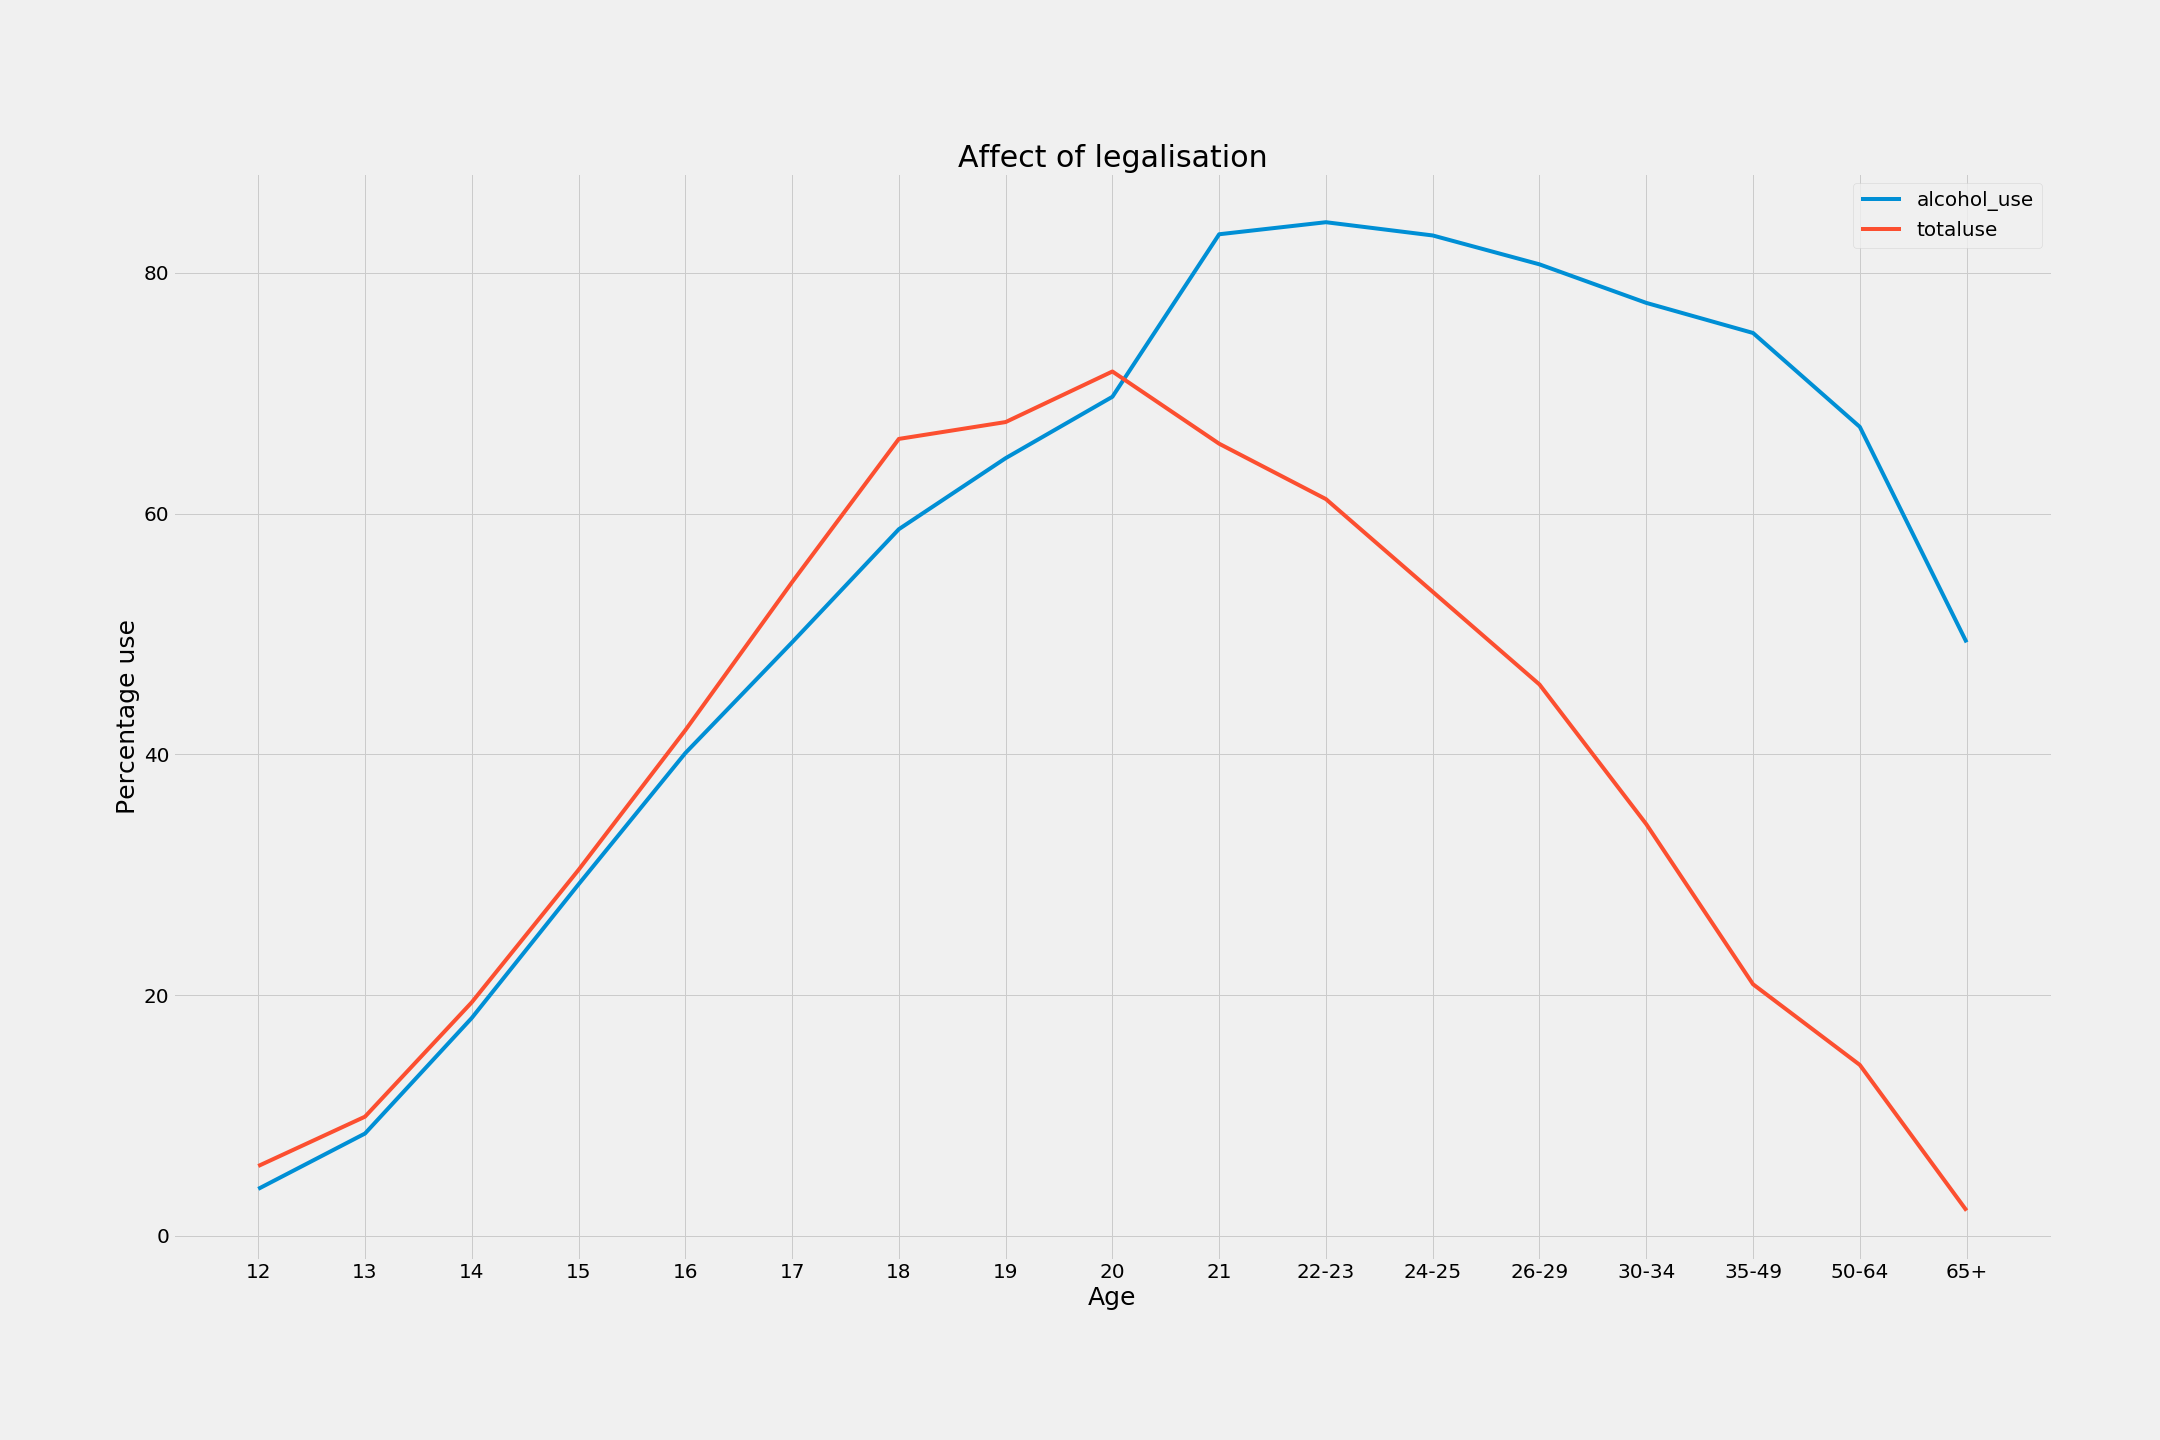 Affect of legalisation
alcohol_use
totaluse
80
60
40
20
0
Percentage use
12 13 14 15 16 17 18 19 20 21 22-23 24-25 26-29 30-34 35-49 50-64 65+
Age